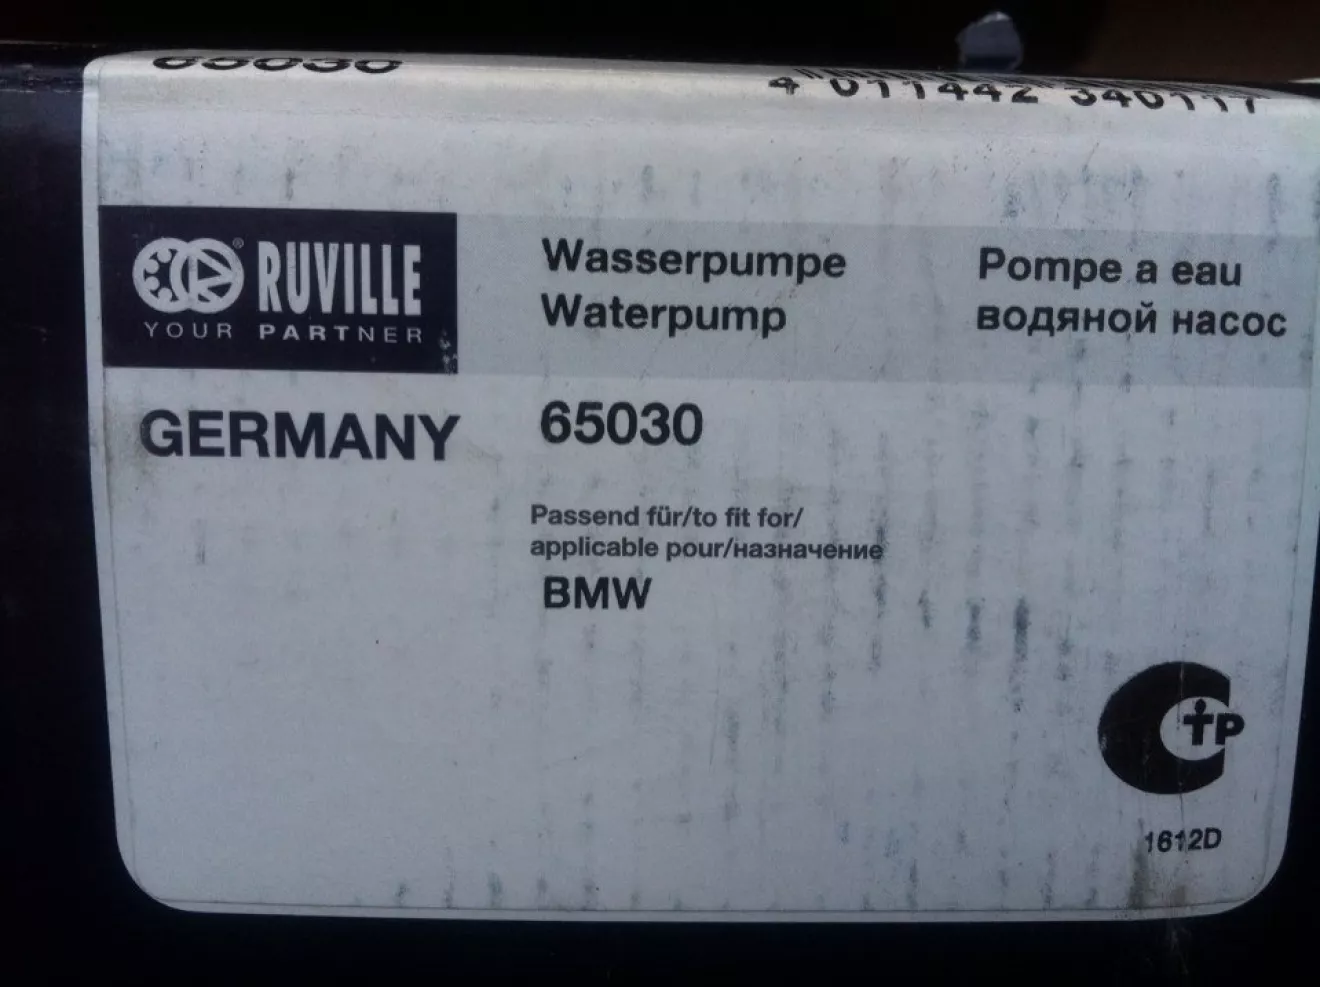 65030
4 011442 340117
RUVILLE®
YOUR PARTNER
Wasserpumpe
Waterpump
Pompe a eau
водяной насос
GERMANY
65030
Passend für/to fit for/
applicable pour/назначение
BMW
СТР
1612D